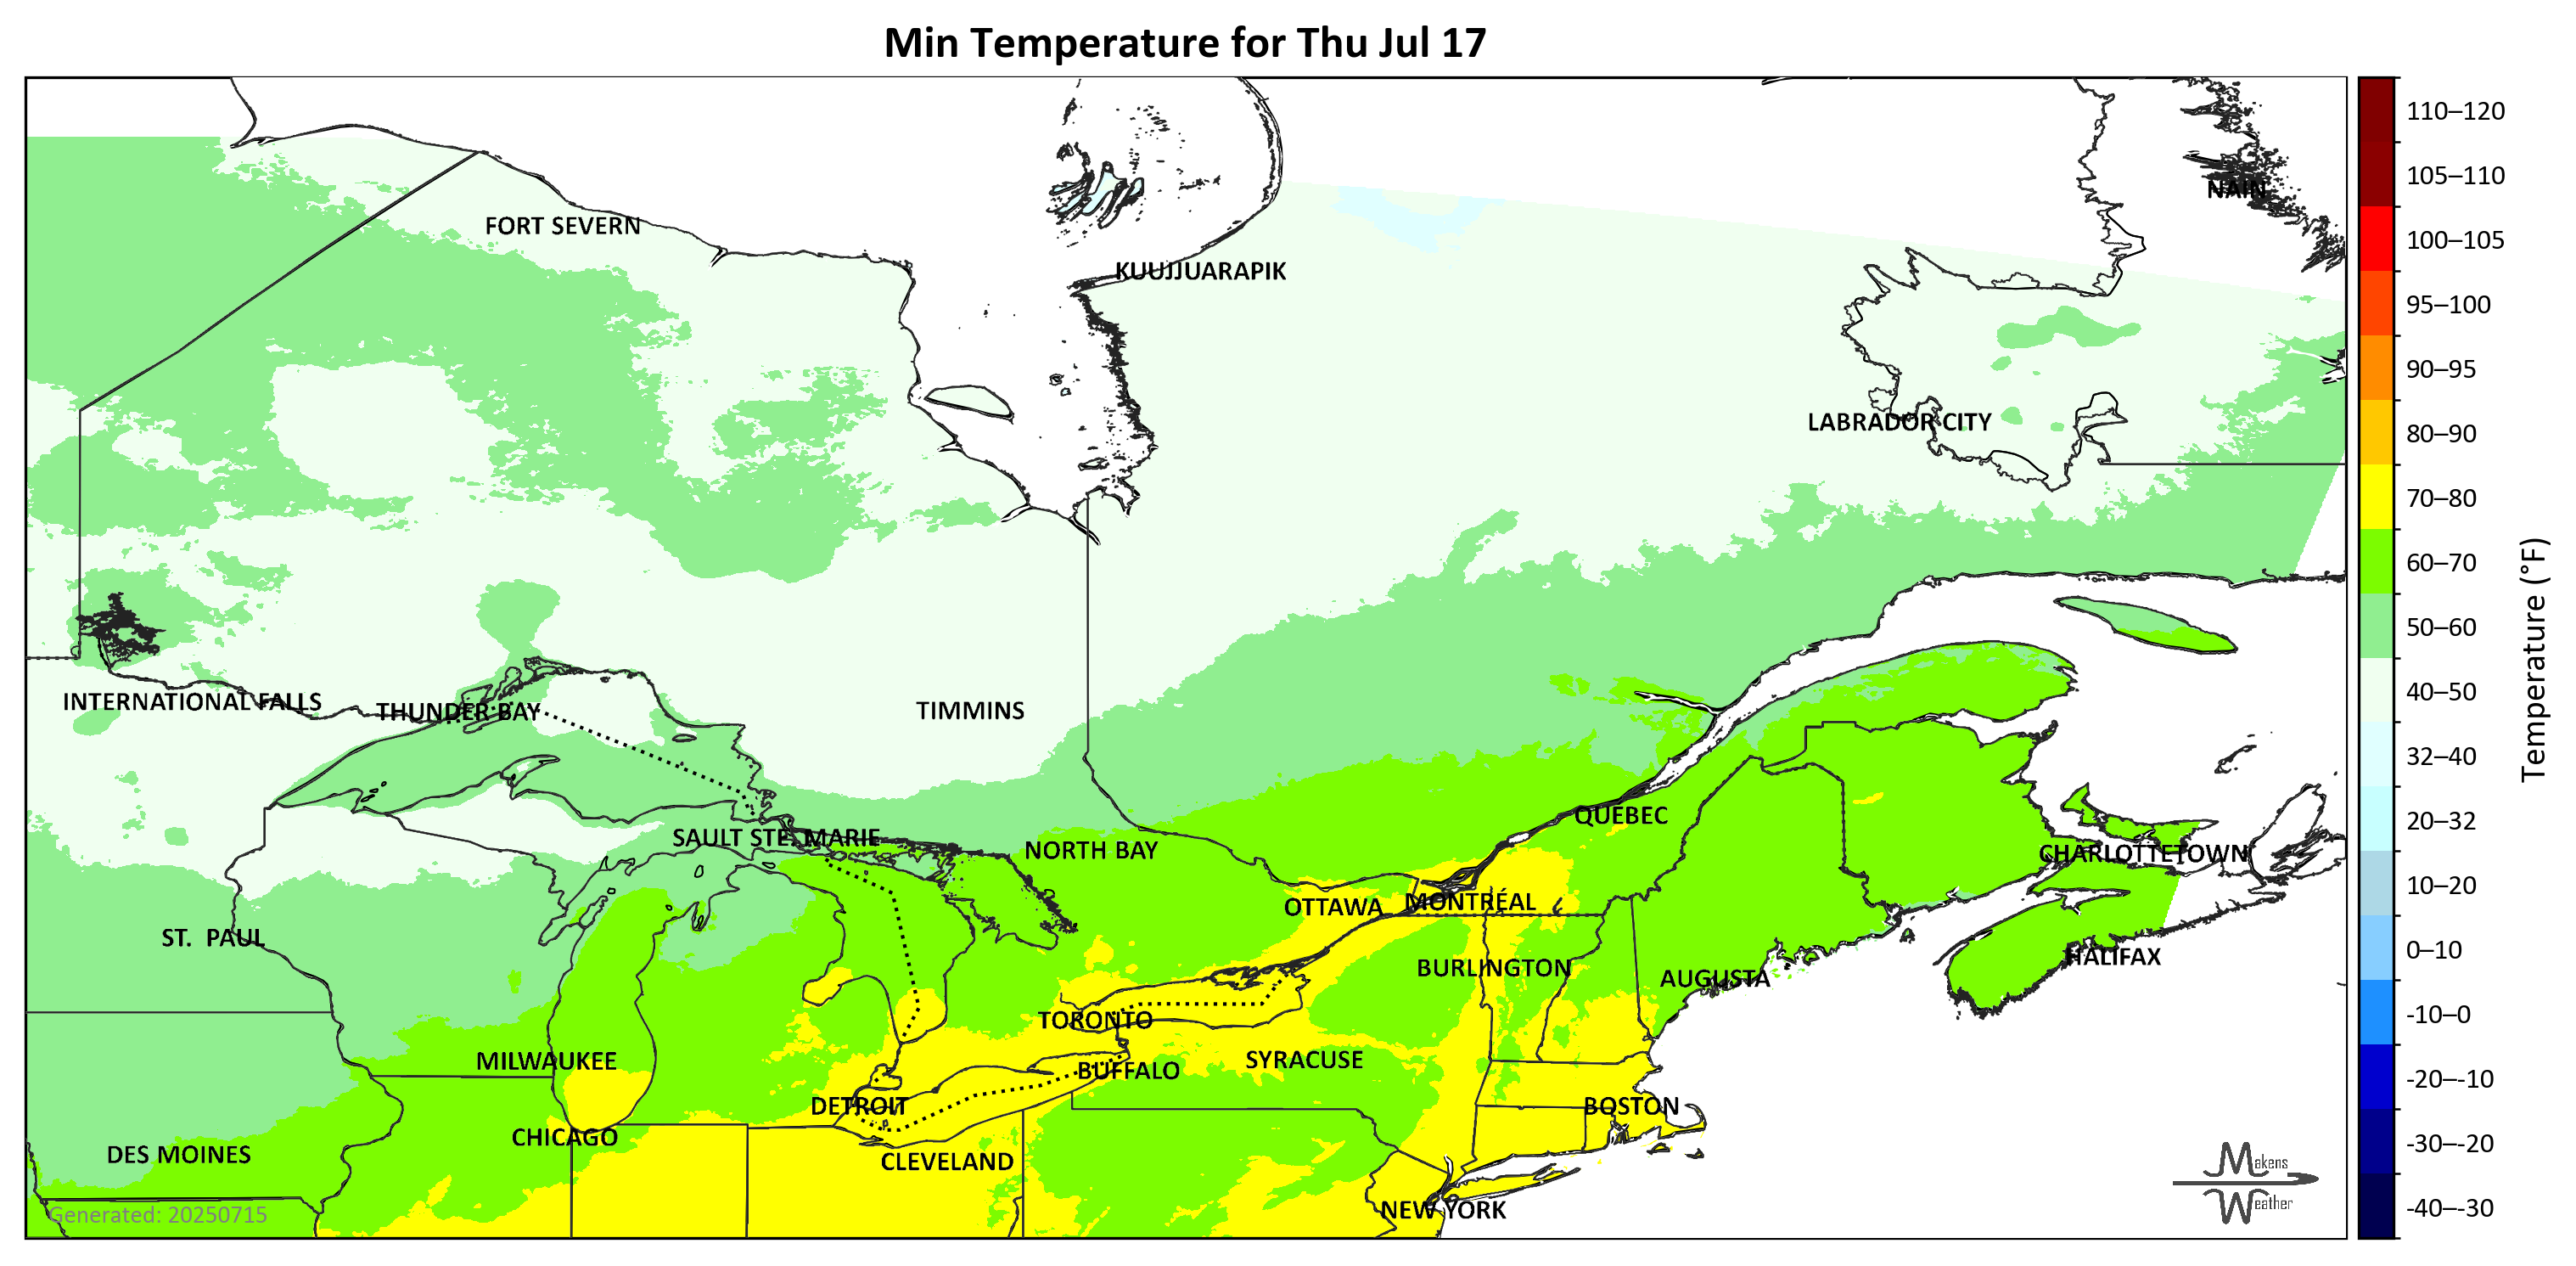 Min Temperature for Thu Jul 17
NAIN
FORT SEVERN
KUUJJUARAPIK
LABRADOR CITY
INTERNATIONAL FALLS
THUNDER BAY
TIMMINS
QUEBEC
SAULT STE. MARIE
NORTH BAY
CHARLOTTETOWN
OTTAWA
MONTRÉAL
ST. PAUL
HALIFAX
BURLINGTON
AUGUSTA
TORONTO
MILWAUKEE
SYRACUSE
BUFFALO
DETROIT
BOSTON
CHICAGO
DES MOINES
CLEVELAND
NEW YORK
Generated: 20250715
Makens
Weather
110–120
105–110
100–105
95–100
90–95
80–90
70–80
60–70
50–60
40–50
32–40
20–32
10–20
0–10
-10–0
-20–-10
-30–-20
-40–-30
Temperature (°F)